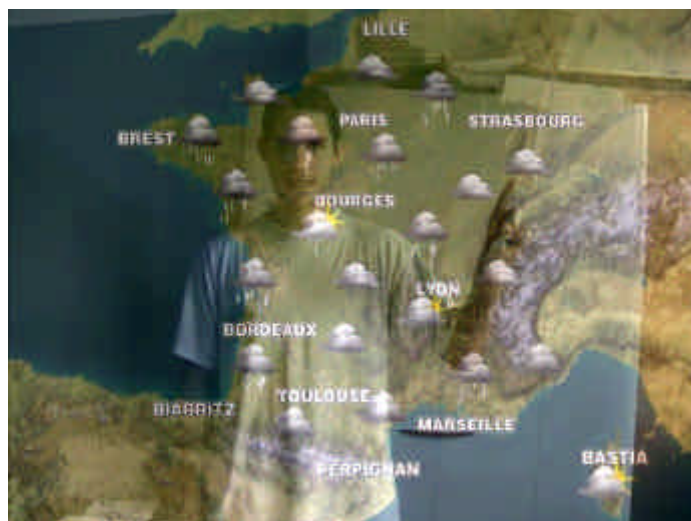 LILLE
PARIS
STRASBOURG
BREST
BOURGES
LYON
BORDEAUX
TOULOUSE
BIARRITZ
MARSEILLE
BASTIA
PERPIGNAN